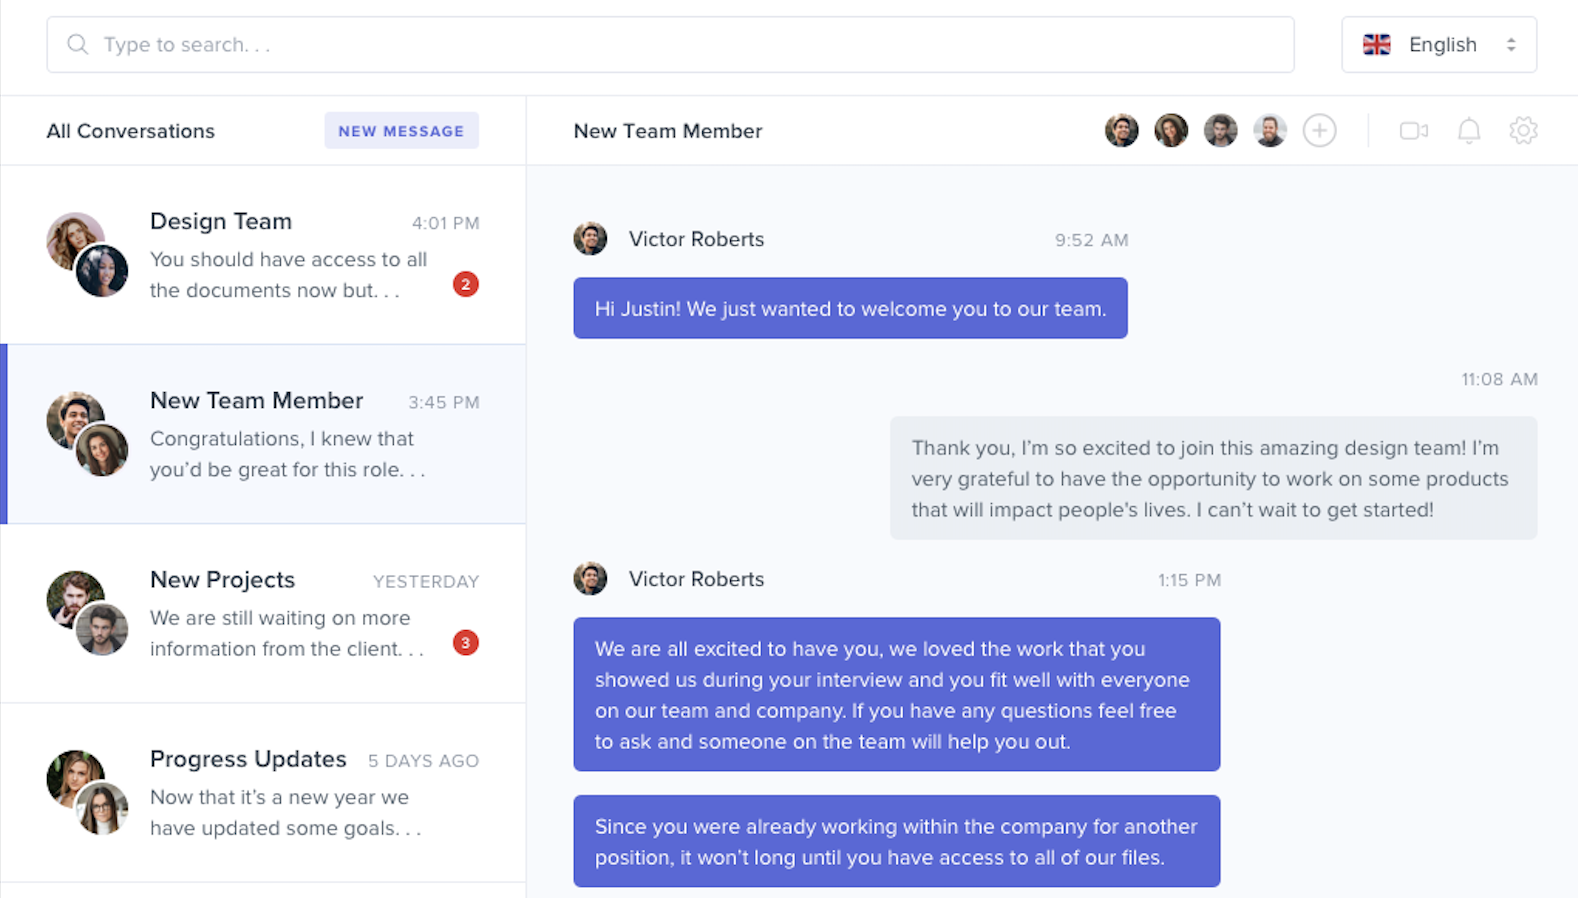 Type to search. . .
English
All Conversations
NEW MESSAGE
New Team Member
Design Team
4:01 PM
You should have access to all
the documents now but. . .
2
New Team Member
3:45 PM
Congratulations, I knew that
you’d be great for this role. . .
New Projects
YESTERDAY
We are still waiting on more
information from the client. . .
3
Progress Updates
5 DAYS AGO
Now that it’s a new year we
have updated some goals. . .
Victor Roberts
9:52 AM
Hi Justin! We just wanted to welcome you to our team.
11:08 AM
Thank you, I’m so excited to join this amazing design team! I’m
very grateful to have the opportunity to work on some products
that will impact people's lives. I can’t wait to get started!
Victor Roberts
1:15 PM
We are all excited to have you, we loved the work that you
showed us during your interview and you fit well with everyone
on our team and company. If you have any questions feel free
to ask and someone on the team will help you out.
Since you were already working within the company for another
position, it won’t long until you have access to all of our files.